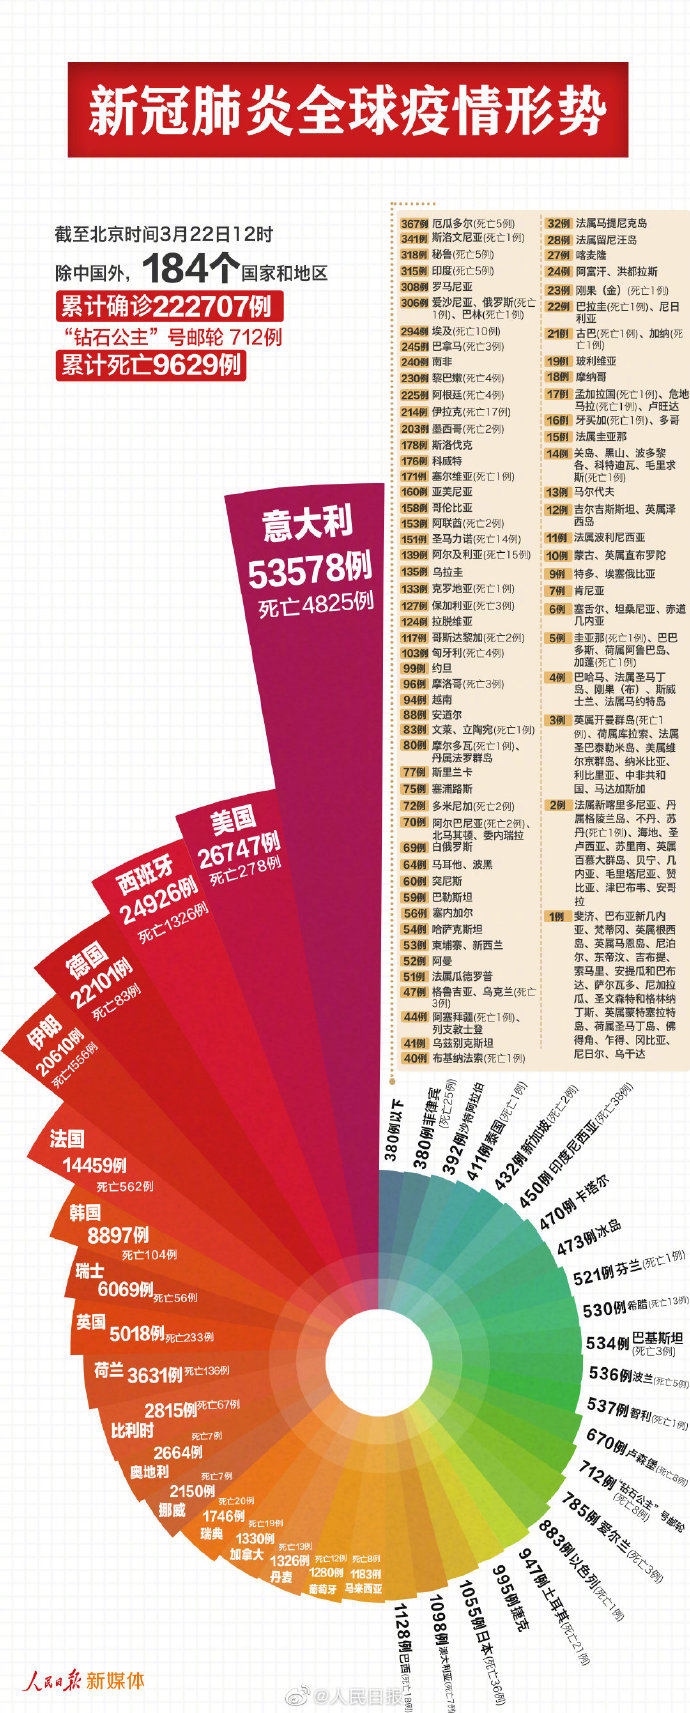 新冠肺炎全球疫情形势
截至北京时间3月22日12时
除中国外，184个国家和地区
累计确诊222707例
“钻石公主”号邮轮 712例
累计死亡9629例
367例 厄瓜多尔(死亡5例)
341例 斯洛文尼亚(死亡1例)
318例 秘鲁(死亡5例)
315例 印度(死亡5例)
308例 罗马尼亚
306例 爱沙尼亚、俄罗斯(死亡
1例)、巴林(死亡1例)
294例 埃及(死亡10例)
245例 巴拿马(死亡3例)
240例 南非
230例 黎巴嫩(死亡4例)
225例 阿根廷(死亡4例)
214例 伊拉克(死亡17例)
203例 墨西哥(死亡2例)
178例 斯洛伐克
176例 科威特
171例 塞尔维亚(死亡1例)
160例 亚美尼亚
158例 哥伦比亚
153例 阿联酋(死亡2例)
151例 圣马力诺(死亡14例)
139例 阿尔及利亚(死亡15例)
135例 乌拉圭
133例 克罗地亚(死亡1例)
127例 保加利亚(死亡3例)
124例 拉脱维亚
117例 哥斯达黎加(死亡2例)
103例 匈牙利(死亡4例)
99例 约旦
96例 摩洛哥(死亡3例)
94例 越南
88例 安道尔
83例 文莱、立陶宛(死亡1例)
80例 摩尔多瓦(死亡1例)、
丹属法罗群岛
77例 斯里兰卡
75例 塞浦路斯
72例 多米尼加(死亡2例)
70例 阿尔巴尼亚(死亡2例)、
北马其顿、委内瑞拉
69例 白俄罗斯
64例 马耳他、波黑
60例 突尼斯
59例 巴勒斯坦
56例 塞内加尔
54例 哈萨克斯坦
53例 柬埔寨、新西兰
52例 阿曼
51例 法属瓜德罗普
47例 格鲁吉亚、乌克兰(死亡
3例)
44例 阿塞拜疆(死亡1例)、
列支敦士登
41例 乌兹别克斯坦
40例 布基纳法索(死亡1例)
32例 法属马提尼克岛
28例 法属留尼汪岛
27例 喀麦隆
24例 阿富汗、洪都拉斯
23例 刚果（金）(死亡1例)
22例 巴拉圭(死亡1例)、尼日
利亚
21例 古巴(死亡1例)、加纳(死
亡1例)
19例 玻利维亚
18例 摩纳哥
17例 孟加拉国(死亡1例)、危地
马拉(死亡1例)、卢旺达
16例 牙买加(死亡1例)、多哥
15例 法属圭亚那
14例 关岛、黑山、波多黎
各、科特迪瓦、毛里求
斯(死亡1例)
13例 马尔代夫
12例 吉尔吉斯斯坦、英属泽
西岛
11例 法属波利尼西亚
10例 蒙古、英属直布罗陀
9例 特多、埃塞俄比亚
7例 肯尼亚
6例 塞舌尔、坦桑尼亚、赤道
几内亚
5例 圭亚那(死亡1例)、巴巴
多斯、荷属阿鲁巴岛、
加蓬(死亡1例)
4例 巴哈马、法属圣马丁
岛、刚果（布）、斯威
士兰、法属马约特岛
3例 英属开曼群岛(死亡1
例)、荷属库拉索、法属
圣巴泰勒米岛、美属维
尔京群岛、纳米比亚、
利比里亚、中非共和
国、马达加斯加
2例 法属新喀里多尼亚、丹
属格陵兰岛、不丹、苏
丹(死亡1例)、海地、圣
卢西亚、苏里南、英属
百慕大群岛、贝宁、几
内亚、毛里塔尼亚、赞
比亚、津巴布韦、安哥
拉
1例 斐济、巴布亚新几内
亚、梵蒂冈、英属根西
岛、英属马恩岛、尼泊
尔、东帝汶、吉布提、
索马里、安提瓜和巴布
达、萨尔瓦多、尼加拉
瓜、圣文森特和格林纳
丁斯、英属蒙特塞拉特
岛、荷属圣马丁岛、佛
得角、乍得、冈比亚、
尼日尔、乌干达
意大利
53578例
死亡4825例
美国
26747例
死亡278例
西班牙
24926例
死亡1326例
德国
22101例
死亡83例
伊朗
20610例
死亡1556例
法国
14459例
死亡562例
韩国
8897例
死亡104例
瑞士
6069例 死亡56例
英国
5018例 死亡233例
荷兰 3631例 死亡136例
2815例 死亡67例
比利时
死亡7例
2664例
奥地利
死亡7例
2150例
挪威
死亡20例
1746例
瑞典
死亡19例
1330例
加拿大
死亡13例
1326例
丹麦
死亡12例
1280例
葡萄牙
死亡8例
1183例
马来西亚
1128例 巴西(死亡18例)
1098例 澳大利亚(死亡7例)
1055例 日本(死亡36例)
995例 捷克
947例 土耳其(死亡21例)
883例 以色列(死亡1例)
785例 爱尔兰(死亡3例)
712例 “钻石公主”号邮轮
(死亡8例)
670例 卢森堡(死亡8例)
537例 智利(死亡1例)
536例 波兰(死亡5例)
534例 巴基斯坦
(死亡3例)
530例 希腊(死亡13例)
521例 芬兰(死亡1例)
473例 冰岛
470例 卡塔尔
450例 印度尼西亚(死亡38例)
432例 新加坡(死亡2例)
411例 泰国(死亡1例)
392例 沙特阿拉伯
380例 菲律宾
(死亡25例)
380例以下
人民日报 新媒体
@人民日报